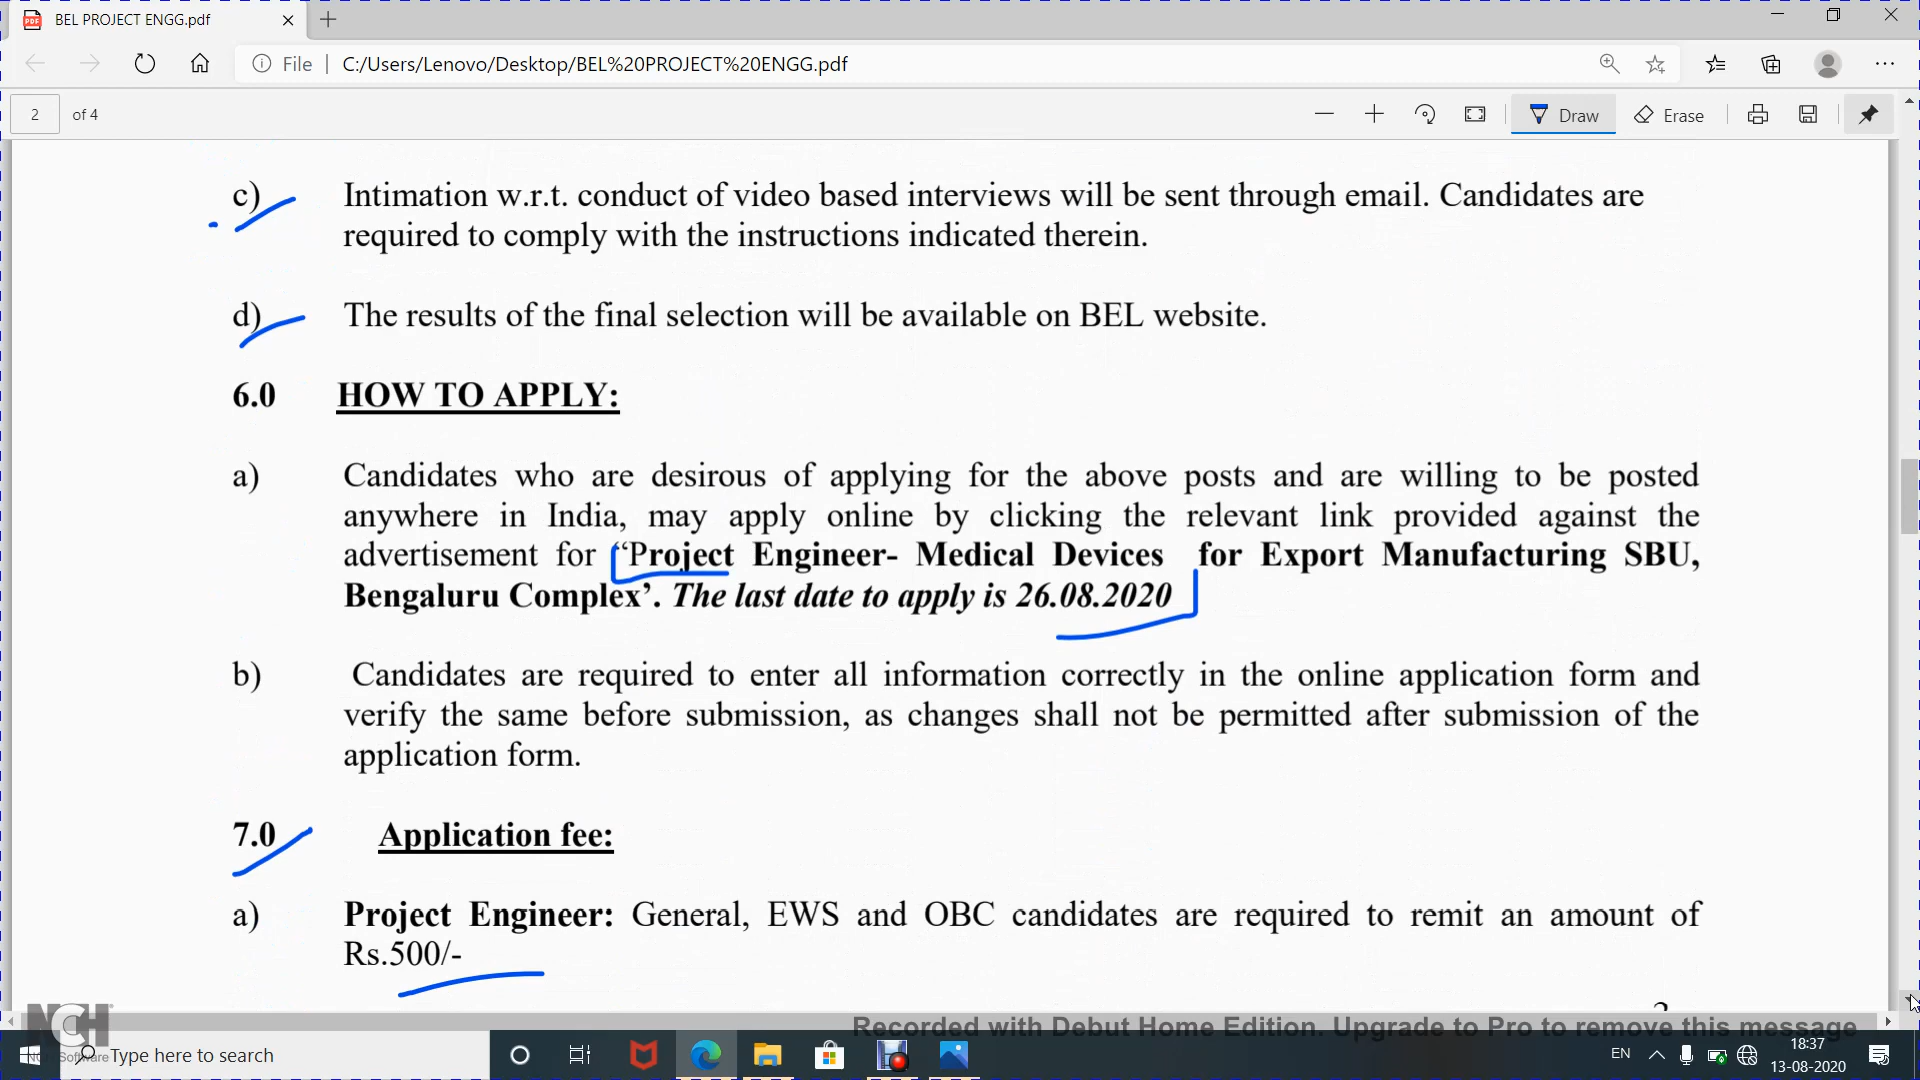 BEL PROJECT ENGG.pdf
File | C:/Users/Lenovo/Desktop/BEL%20PROJECT%20ENGG.pdf
2 of 4
Draw Erase
c) Intimation w.r.t. conduct of video based interviews will be sent through email. Candidates are
required to comply with the instructions indicated therein.
d) The results of the final selection will be available on BEL website.
6.0 HOW TO APPLY:
a) Candidates who are desirous of applying for the above posts and are willing to be posted
anywhere in India, may apply online by clicking the relevant link provided against the
advertisement for “Project Engineer- Medical Devices for Export Manufacturing SBU,
Bengaluru Complex’. The last date to apply is 26.08.2020
b) Candidates are required to enter all information correctly in the online application form and
verify the same before submission, as changes shall not be permitted after submission of the
application form.
7.0 Application fee:
a) Project Engineer: General, EWS and OBC candidates are required to remit an amount of
Rs.500/-
NCH
Recorded with Debut Home Edition. Upgrade to Pro to remove this message
Type here to search
EN
18:37
13-08-2020